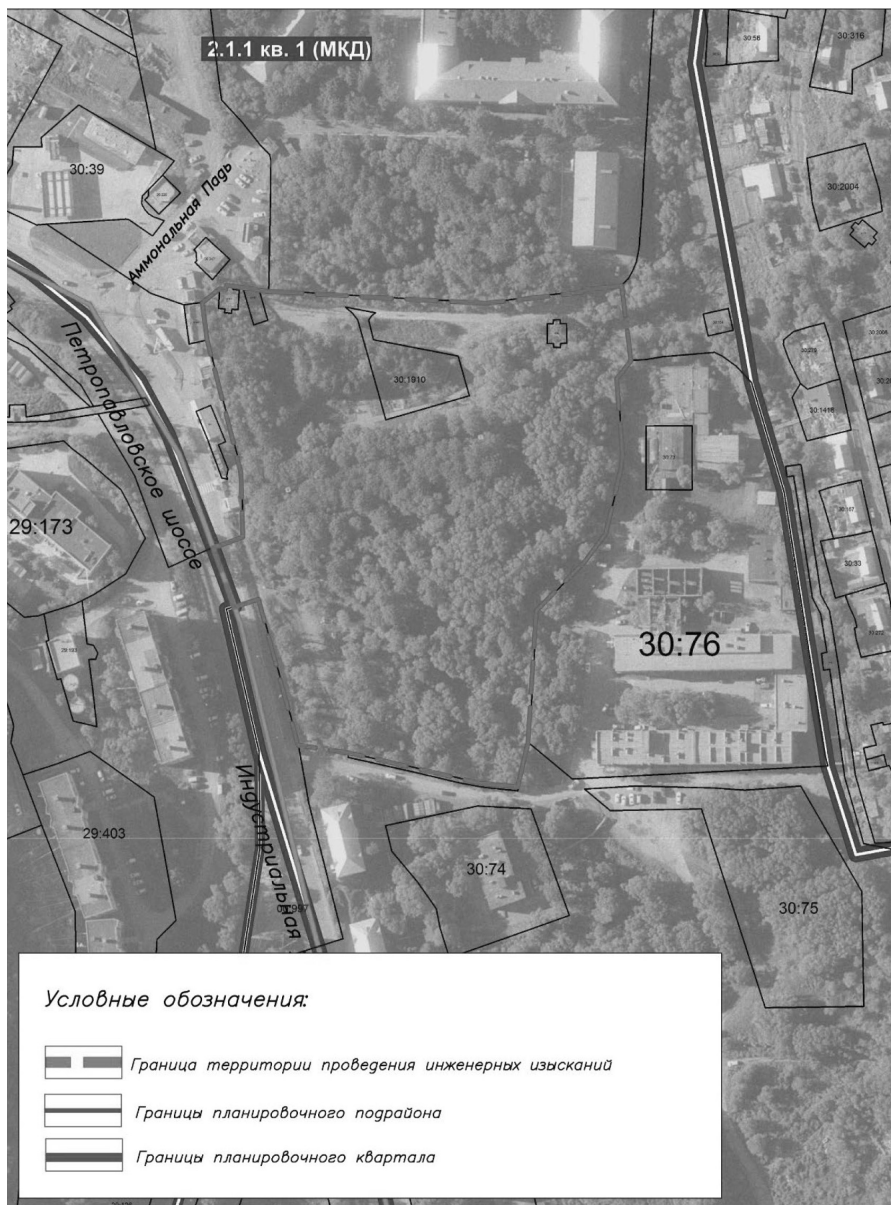 2.1.1 кв. 1 (МКД)
30:56
30:316
30:39
30:2004
Аммональная Падь
Петропавловское шоссе
30:1910
30:1416
29:173
30:33
30:76
Индустриальная
29:403
30:74
30:75
Условные обозначения:
Граница территории проведения инженерных изысканий
Границы планировочного подрайона
Границы планировочного квартала